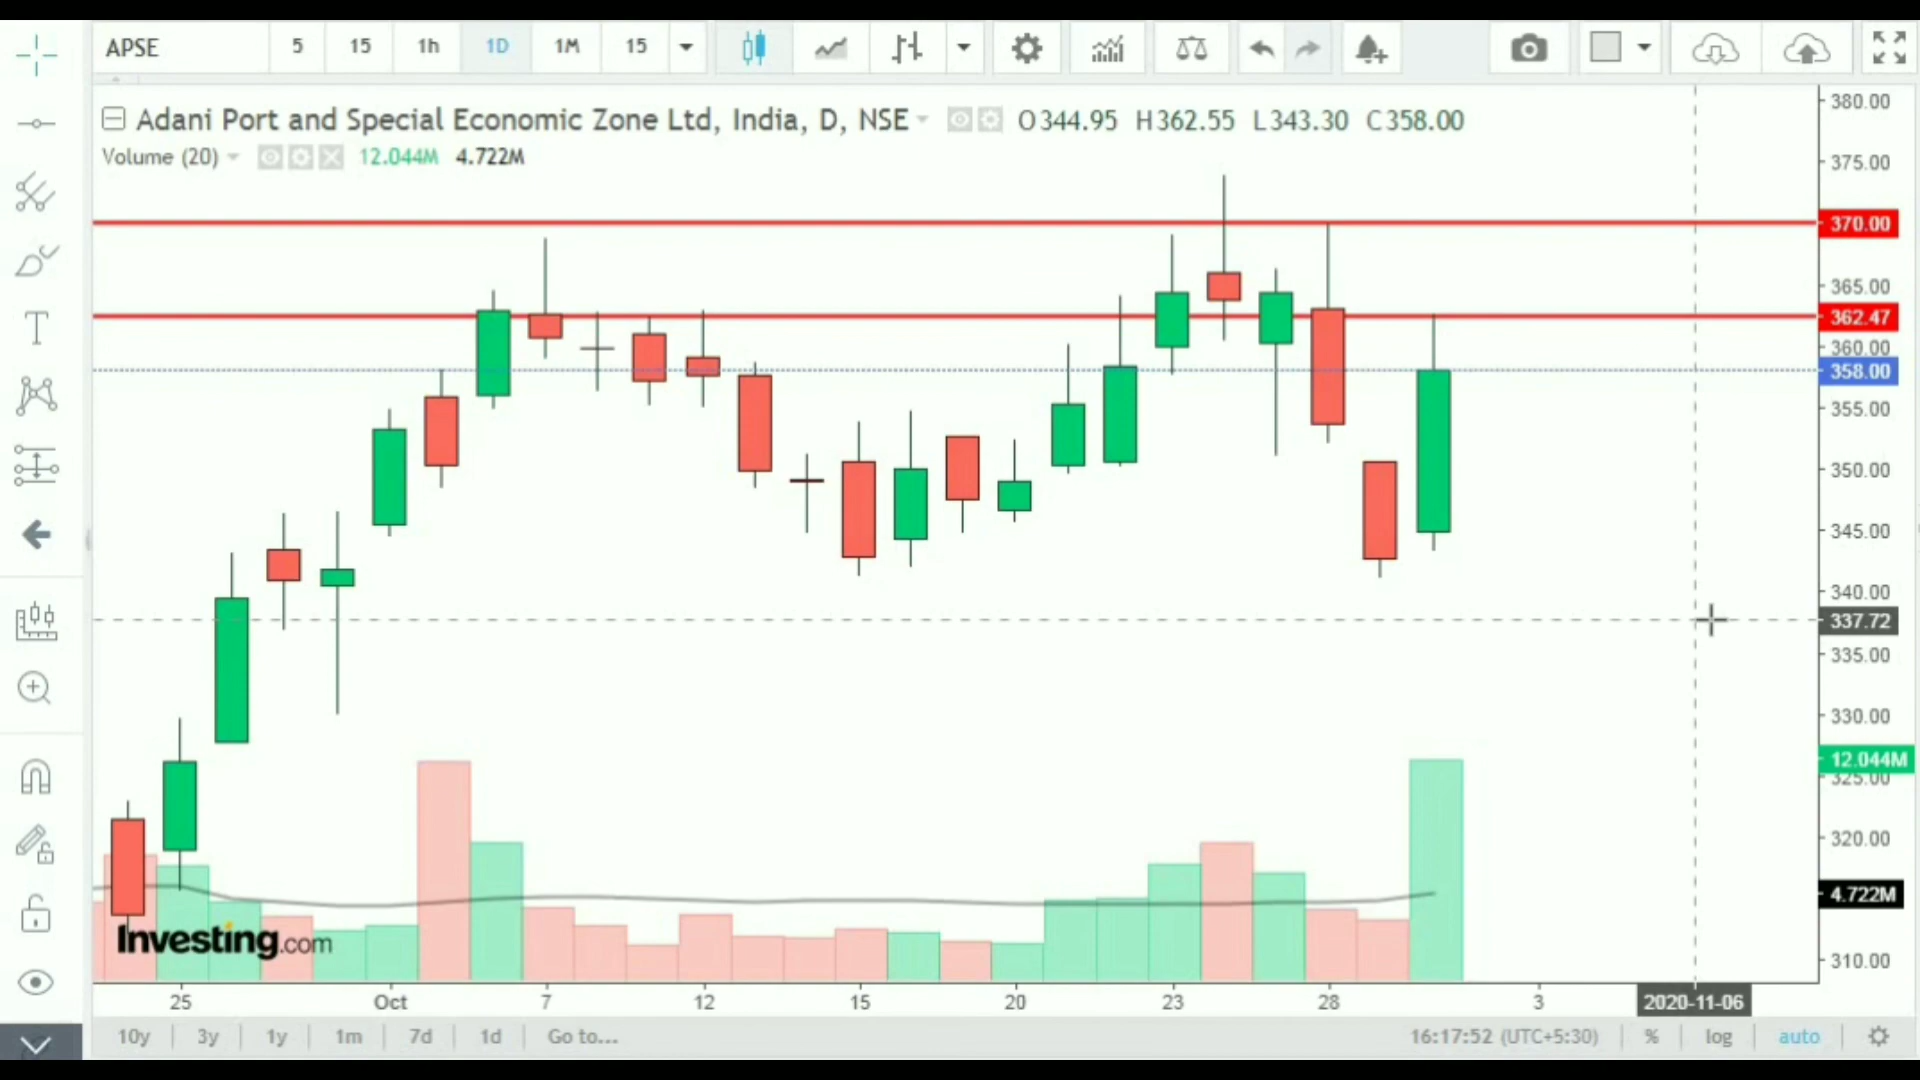 APSE 5 15 1h 1D 1M 15
Adani Port and Special Economic Zone Ltd, India, D, NSE O344.95 H362.55 L343.30 C358.00
Volume (20) 12.044M 4.722M
380.00
375.00
370.00
365.00
362.47
360.00
358.00
355.00
350.00
345.00
340.00
337.72
335.00
330.00
12.044M
325.00
320.00
4.722M
310.00
Investing.com
25 Oct 7 12 15 20 23 28 3 2020-11-06
10y 3y 1y 1m 7d 1d Go to... 16:17:52 (UTC+5:30) % log auto